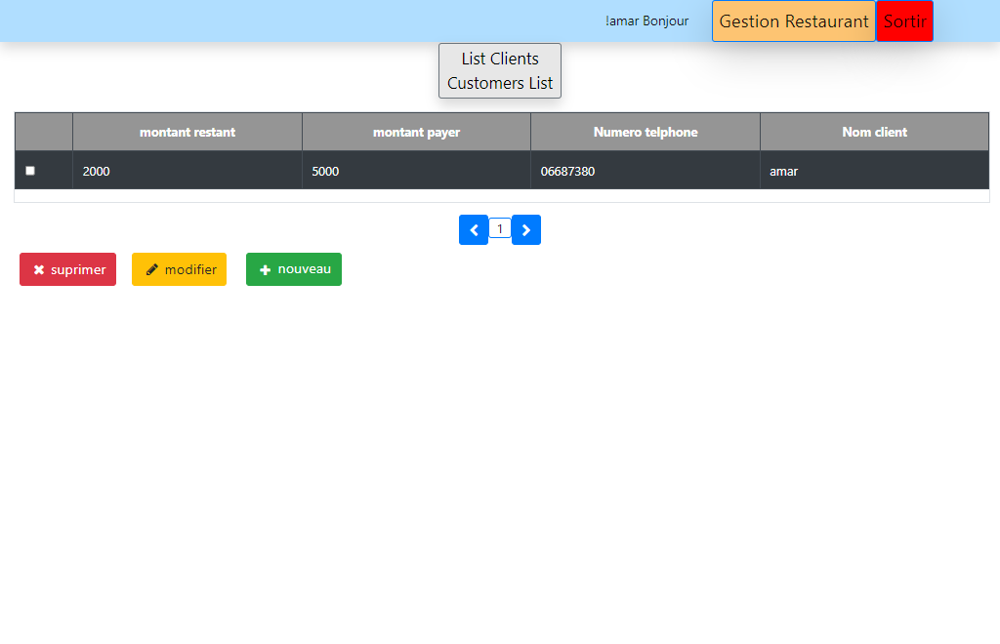 !amar Bonjour
Gestion Restaurant
Sortir
List Clients
Customers List
montant restant
montant payer
Numero telphone
Nom client
2000
5000
06687380
amar
1
suprimer
modifier
nouveau